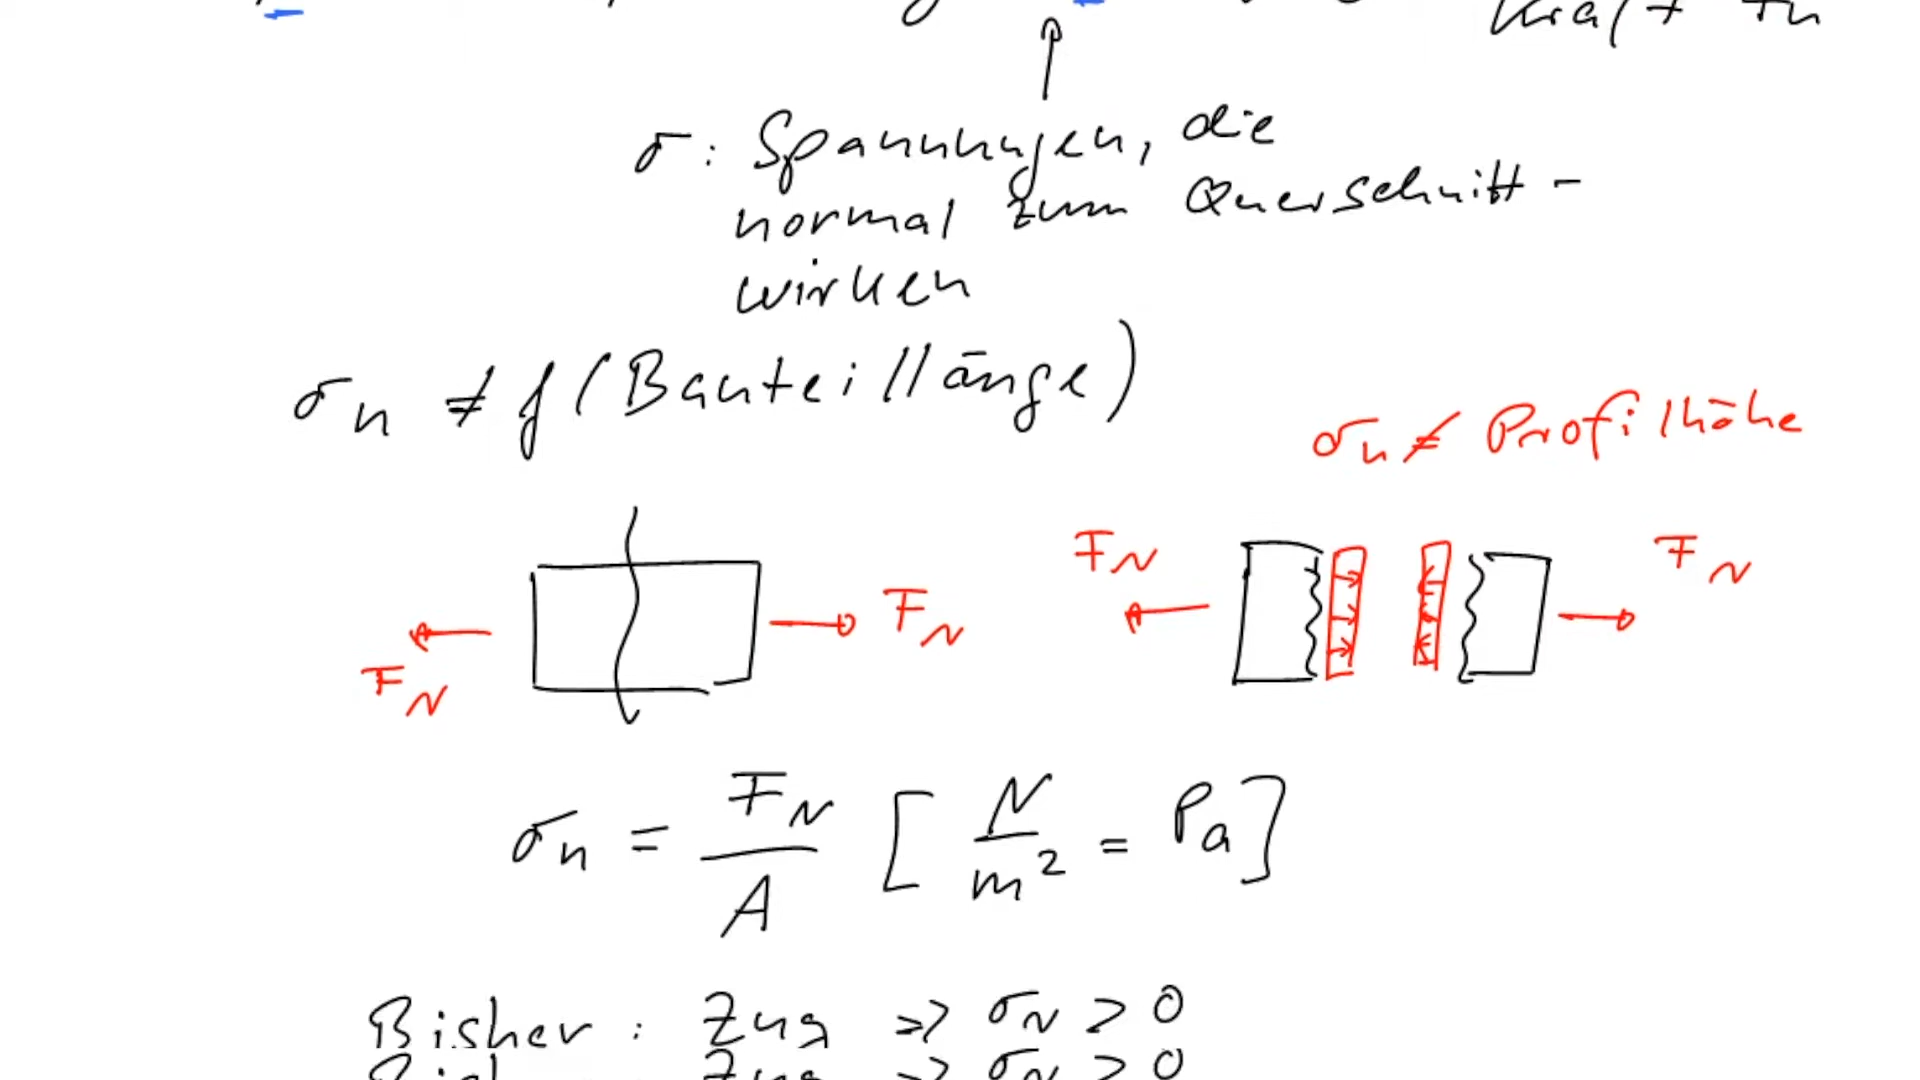 Kraft FN
σ: Spannungen, die
normal zum Querschnitt-
wirken
σn ≠ f(Bauteillänge)
σn ≠ Profilhöhe
FN FN FN FN
σn = FN/A [N/m² = Pa]
Bisher: Zug => σN > 0